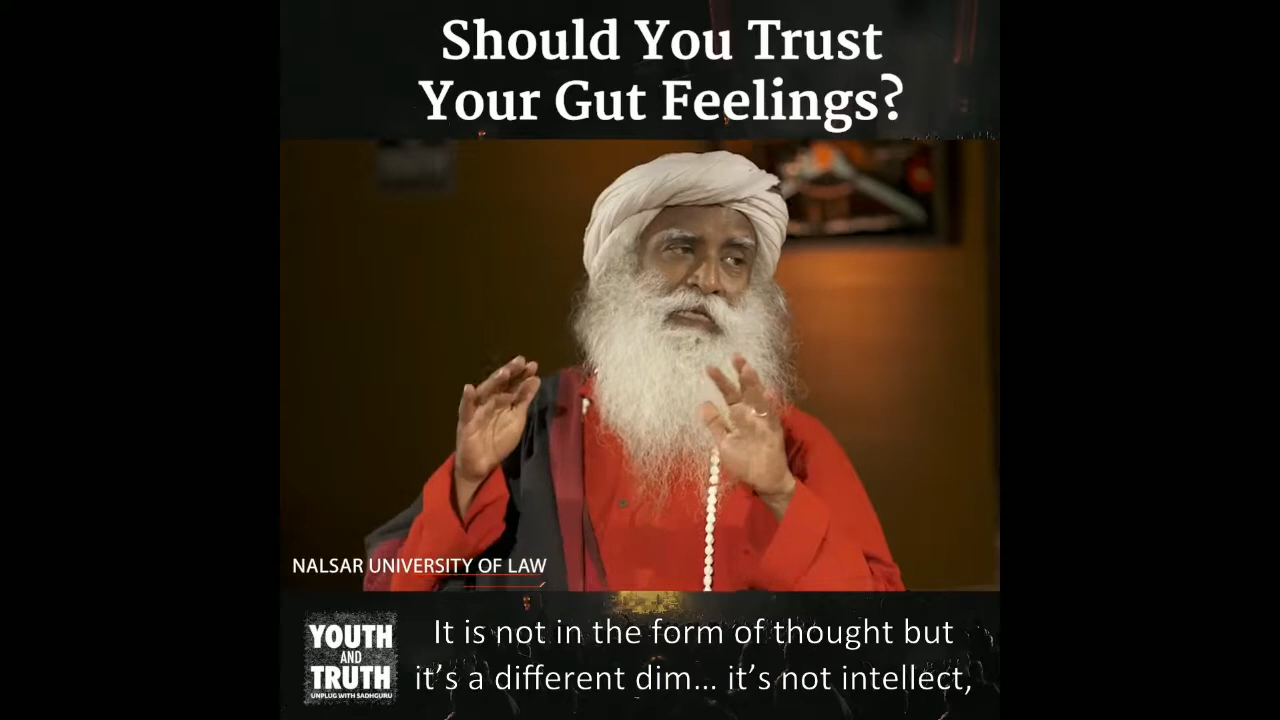 Should You Trust
Your Gut Feelings?
NALSAR UNIVERSITY OF LAW
YOUTH
AND
TRUTH
UNPLUG WITH SADHGURU
It is not in the form of thought but
it's a different dim... it's not intellect,